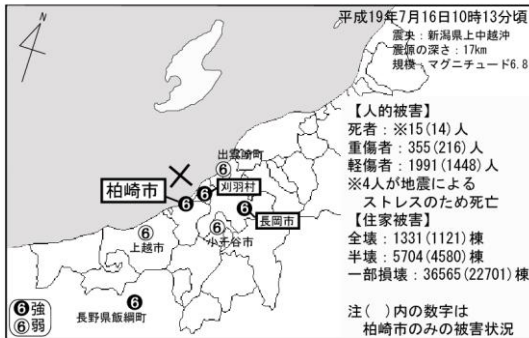 平成19年7月16日10時13分頃
震央：新潟県上中越沖
震源の深さ：17km
規模：マグニチュード6.8
【人的被害】
死者：※15(14)人
重傷者：355(216)人
軽傷者：1991(1448)人
※4人が地震による
ストレスのため死亡
【住家被害】
全壊：1331(1121)棟
半壊：5704(4580)棟
一部損壊：36565(22701)棟
注( )内の数字は
柏崎市のみの被害状況
出雲崎町
⑥
柏崎市
❻
❻
刈羽村
❻
長岡市
⑥
上越市
⑥
小千谷市
❻
長野県飯綱町
❻強
⑥弱